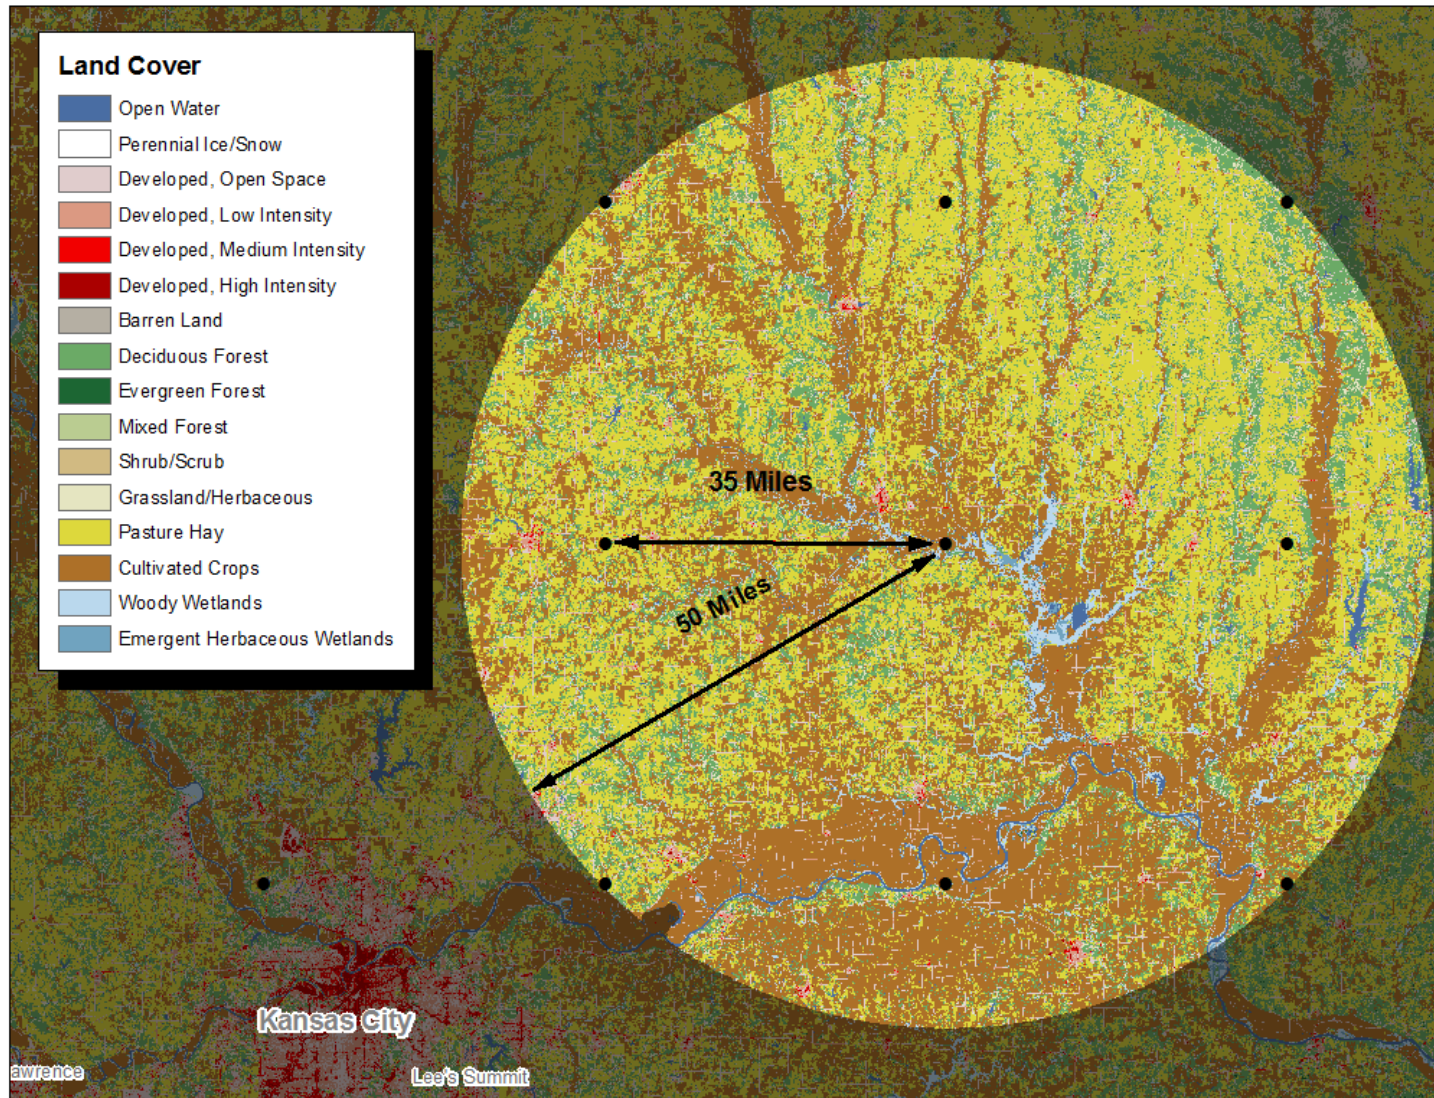 Land Cover
Open Water
Perennial Ice/Snow
Developed, Open Space
Developed, Low Intensity
Developed, Medium Intensity
Developed, High Intensity
Barren Land
Deciduous Forest
Evergreen Forest
Mixed Forest
Shrub/Scrub
Grassland/Herbaceous
Pasture Hay
Cultivated Crops
Woody Wetlands
Emergent Herbaceous Wetlands
35 Miles
50 Miles
Kansas City
awrence
Lee's Summit